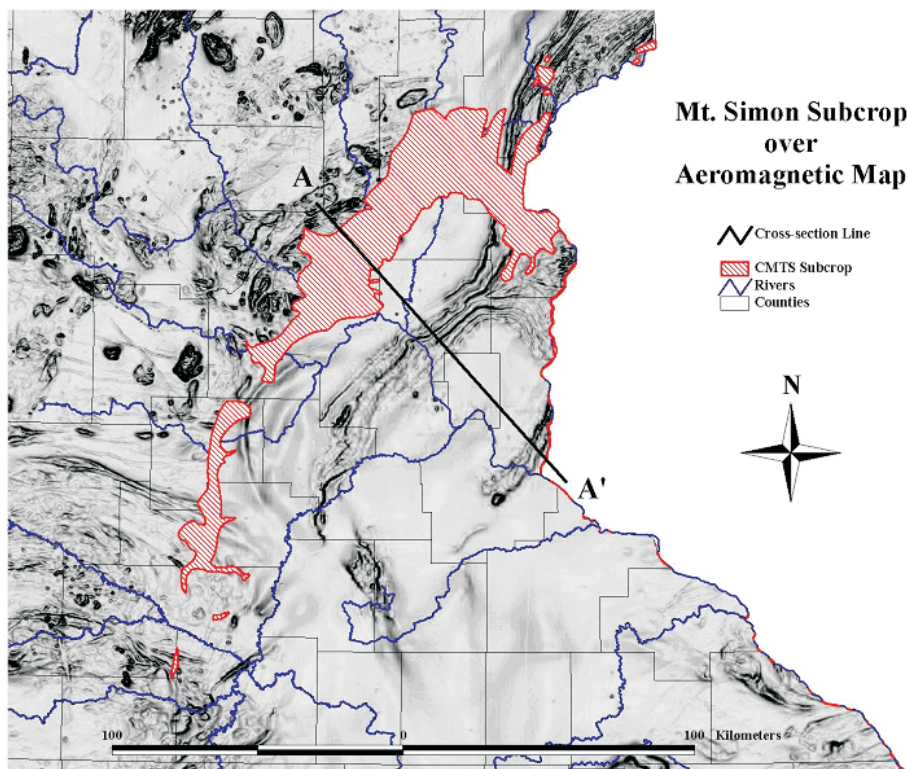 Mt. Simon Subcrop
over
Aeromagnetic Map
A
Cross-section Line
CMTS Subcrop
Rivers
Counties
N
A'
100 0 100 Kilometers